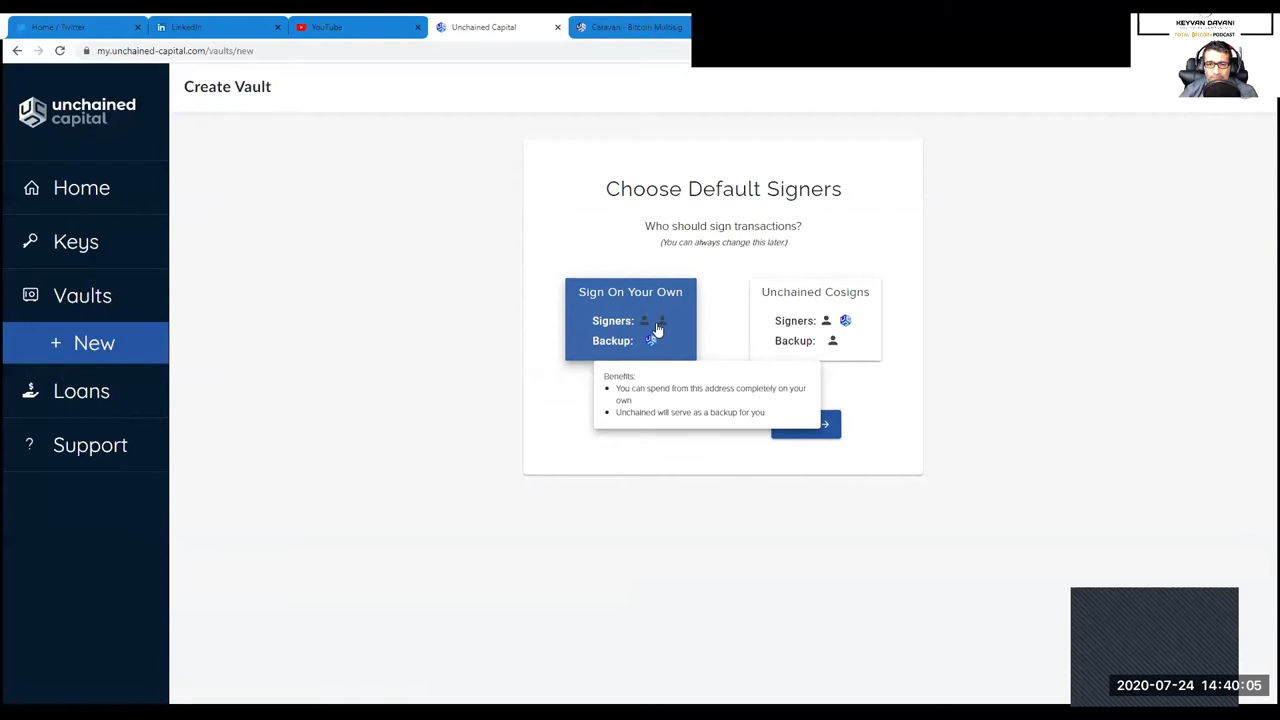 Home / Twitter
LinkedIn
YouTube
Unchained Capital
Caravan - Bitcoin Multisig
my.unchained-capital.com/vaults/new
KEYVAN DAVANI
TOTAL BITCOIN PODCAST
unchained
capital
Home
Keys
Vaults
+ New
Loans
? Support
Create Vault
Choose Default Signers
Who should sign transactions?
(You can always change this later.)
Sign On Your Own
Signers:
Backup:
Unchained Cosigns
Signers:
Backup:
Benefits:
You can spend from this address completely on your
own
Unchained will serve as a backup for you
2020-07-24 14:40:05